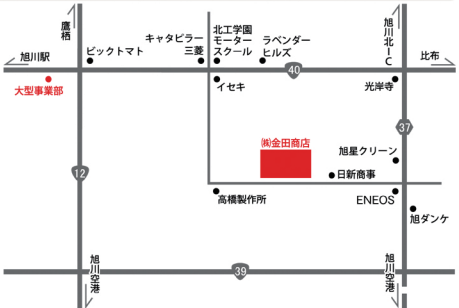 鷹栖
旭川北IC
キャタピラー
三菱
北工学園
モーター
スクール
ラベンダー
ヒルズ
旭川駅
ビックトマト
比布
40
大型事業部
イセキ
光岸寺
37
㈱金田商店
旭星クリーン
12
日新商事
高橋製作所
ENEOS
旭ダンケ
旭川空港
39
旭川空港